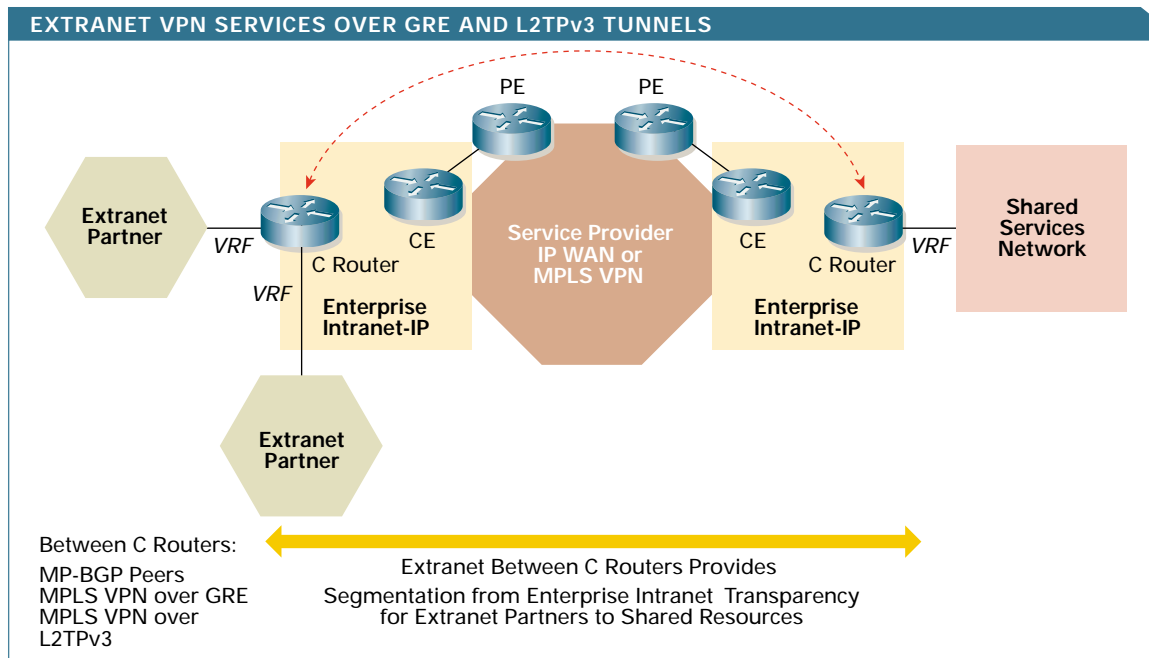 EXTRANET VPN SERVICES OVER GRE AND L2TPv3 TUNNELS
PE
PE
Extranet
Partner
VRF
C Router
CE
Service Provider
IP WAN or
MPLS VPN
CE
C Router
VRF
Shared
Services
Network
VRF
Enterprise
Intranet-IP
Enterprise
Intranet-IP
Extranet
Partner
Between C Routers:
MP-BGP Peers
MPLS VPN over GRE
MPLS VPN over
L2TPv3
Extranet Between C Routers Provides
Segmentation from Enterprise Intranet Transparency
for Extranet Partners to Shared Resources